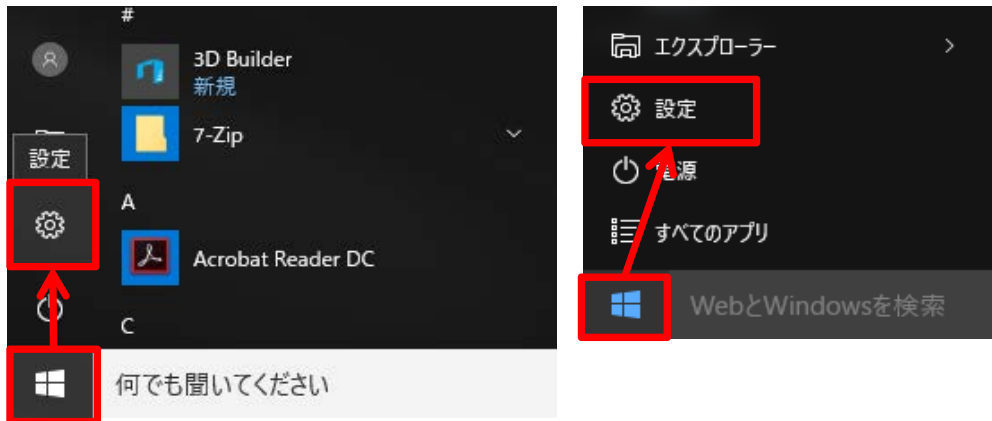 #
3D Builder
新規
7-Zip
設定
A
Acrobat Reader DC
C
何でも聞いてください
エクスプローラー
設定
電源
すべてのアプリ
WebとWindowsを検索